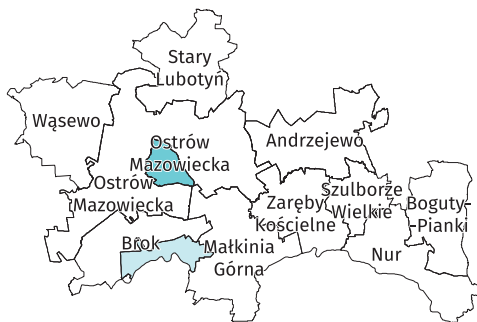 Stary
Lubotyń
Wąsewo
Ostrów
Mazowiecka
Andrzejewo
Ostrów
Mazowiecka
Zaręby
Kościelne
Szulborze
Wielkie
Boguty-
-Pianki
Brok
Małkinia
Górna
Nur